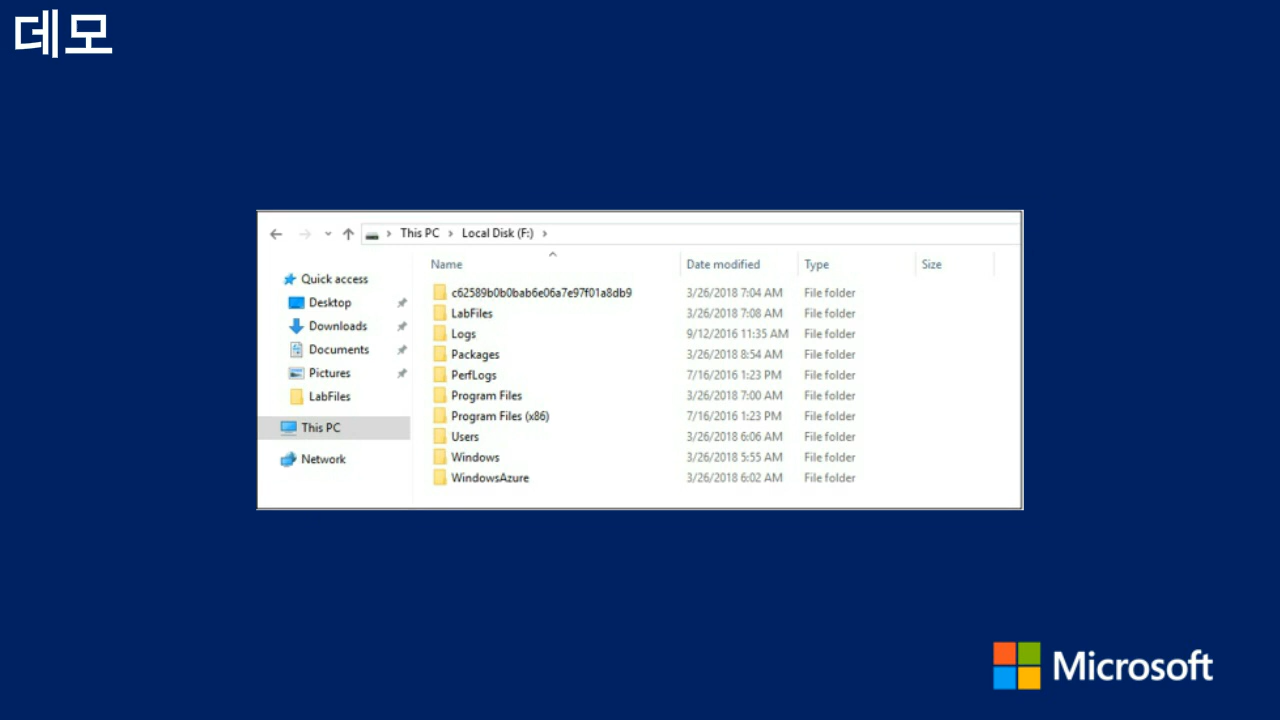 데모
This PC > Local Disk (F:) >
Name Date modified Type Size
Quick access
Desktop
Downloads
Documents
Pictures
LabFiles
This PC
Network
c62589b0b0bab6e06a7e97f01a8db9 3/26/2018 7:04 AM File folder
LabFiles 3/26/2018 7:08 AM File folder
Logs 9/12/2016 11:35 AM File folder
Packages 3/26/2018 8:54 AM File folder
PerfLogs 7/16/2016 1:23 PM File folder
Program Files 3/26/2018 7:00 AM File folder
Program Files (x86) 7/16/2016 1:23 PM File folder
Users 3/26/2018 6:06 AM File folder
Windows 3/26/2018 5:55 AM File folder
WindowsAzure 3/26/2018 6:02 AM File folder
Microsoft